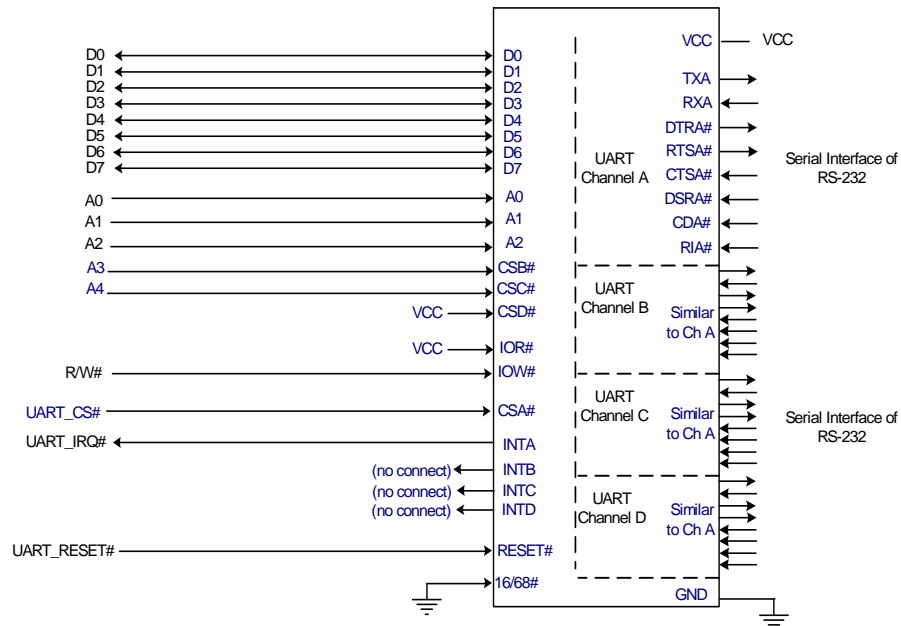 D0
D1
D2
D3
D4
D5
D6
D7
A0
A1
A2
A3
A4
VCC
VCC
R/W#
UART_CS#
UART_IRQ#
(no connect)
(no connect)
(no connect)
UART_RESET#
D0
D1
D2
D3
D4
D5
D6
D7
A0
A1
A2
CSB#
CSC#
CSD#
IOR#
IOW#
CSA#
INTA
INTB
INTC
INTD
RESET#
16/68#
UART
Channel A
UART
Channel B
UART
Channel C
UART
Channel D
VCC
TXA
RXA
DTRA#
RTSA#
CTSA#
DSRA#
CDA#
RIA#
Similar
to Ch A
Similar
to Ch A
Similar
to Ch A
GND
VCC
Serial Interface of
RS-232
Serial Interface of
RS-232